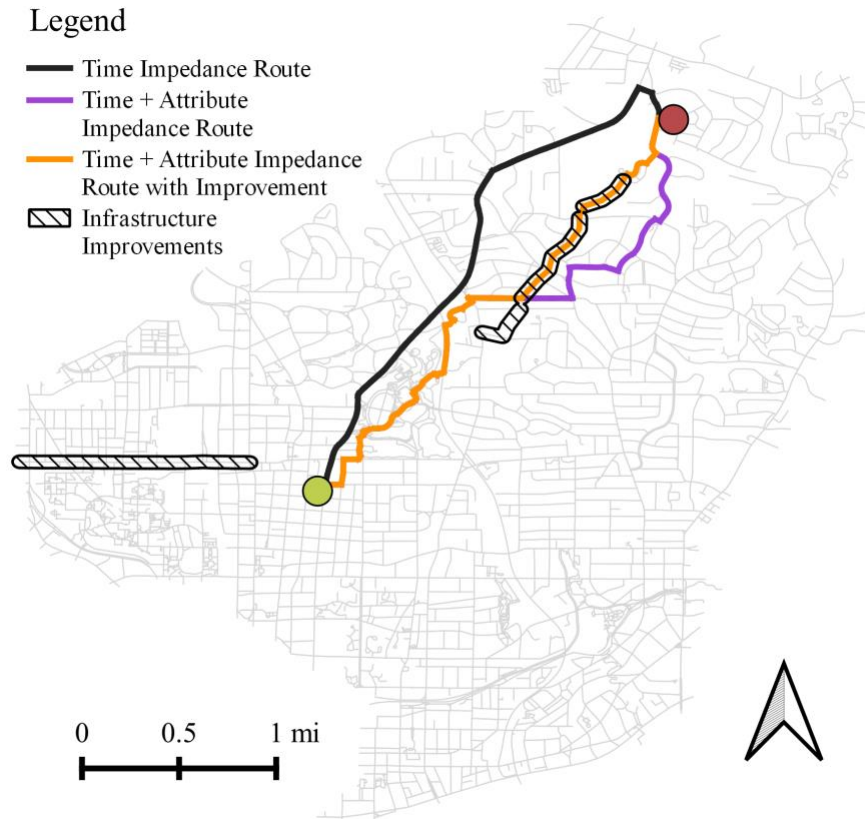 Legend
Time Impedance Route
Time + Attribute
Impedance Route
Time + Attribute Impedance
Route with Improvement
Infrastructure
Improvements
0 0.5 1 mi